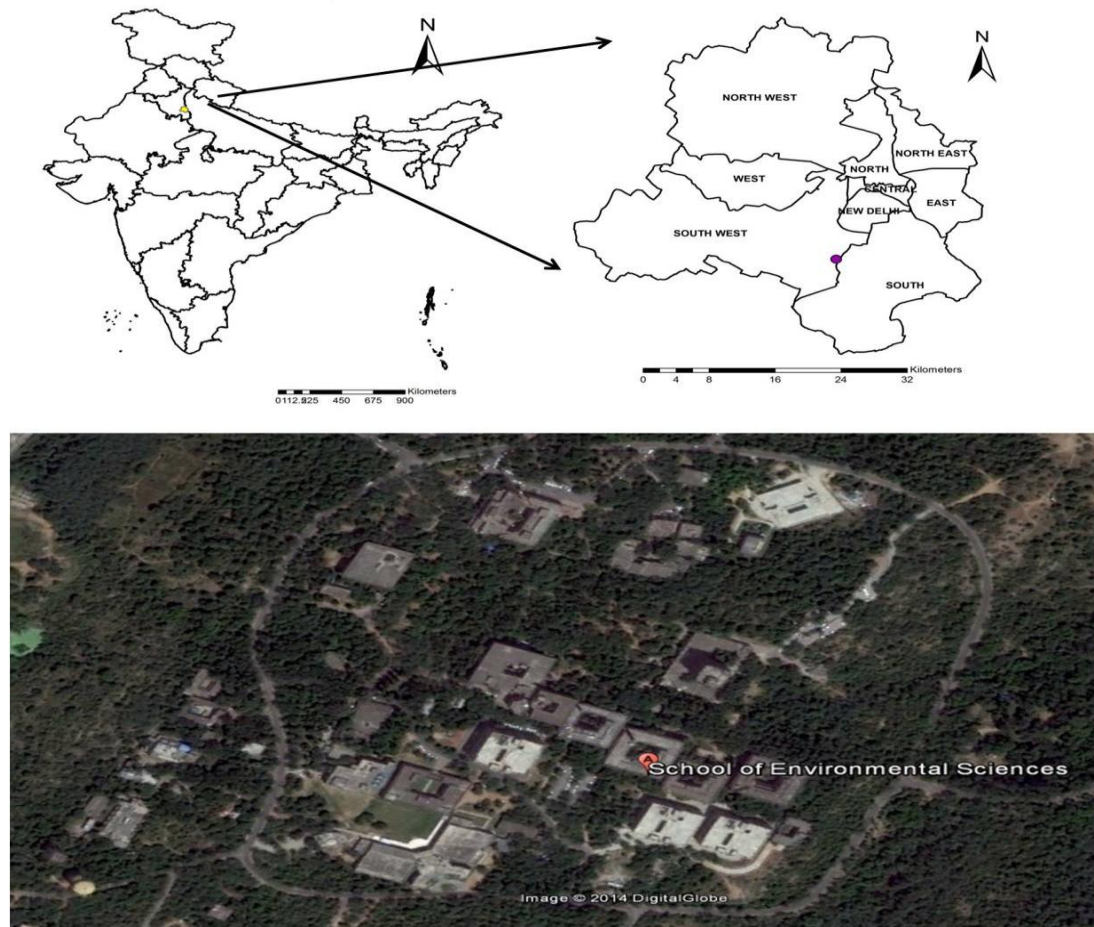 N
N
NORTH WEST
NORTH EAST
NORTH
WEST
CENTRAL
EAST
NEW DELHI
SOUTH WEST
SOUTH
Kilometers
0 4 8 16 24 32
Kilometers
450 675 900
A
School of Environmental Sciences
Image © 2014 DigitalGlobe